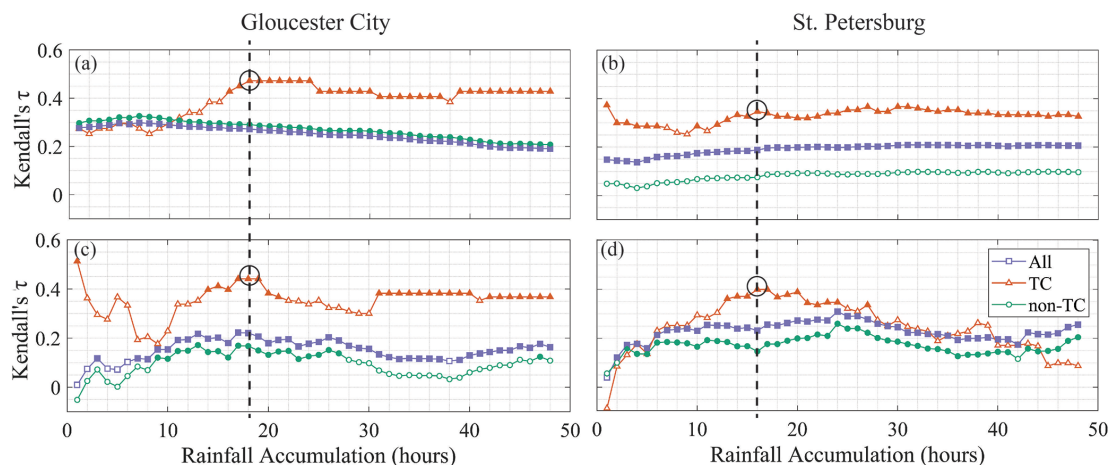 Gloucester City
St. Petersburg
(a)
(b)
0.6
0.4
0.2
0
Kendall's τ
(c)
(d)
0.6
0.4
0.2
0
Kendall's τ
All
TC
non-TC
0 10 20 30 40 50
0 10 20 30 40 50
Rainfall Accumulation (hours)
Rainfall Accumulation (hours)